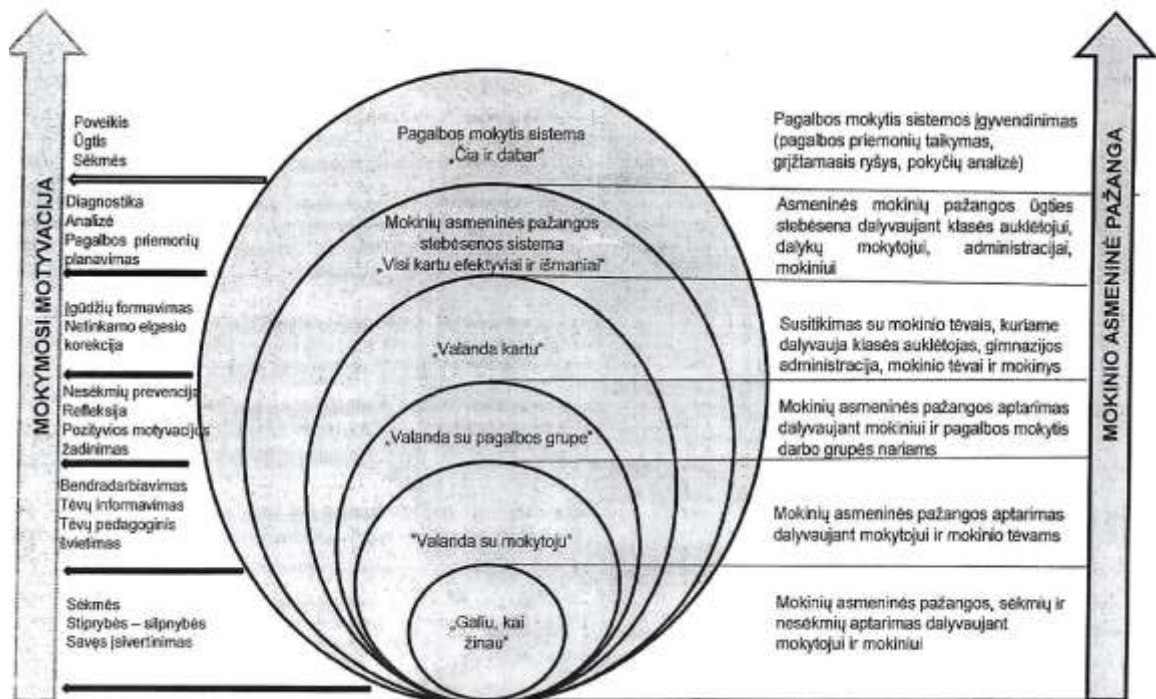 MOKYMOSI MOTYVACIJA
Poveikis
Ūgtis
Sėkmės
Diagnostika
Analizė
Pagalbos priemonių
planavimas
Įgūdžių formavimas
Netinkamo elgesio
korekcija
Nesėkmių prevencija
Refleksija
Pozityvios motyvacijos
žadinimas
Bendradarbiavimas
Tėvų informavimas
Tėvų pedagoginis
švietimas
Sėkmės
Stiprybės – silpnybės
Savęs įsivertinimas
Pagalbos mokytis sistema
„Čia ir dabar"
Mokinių asmeninės pažangos
stebėsenos sistema
„Visi kartu efektyviai ir išmaniai"
„Valanda kartu"
„Valanda su pagalbos grupe"
"Valanda su mokytoju"
„Galiu, kai
žinau"
Pagalbos mokytis sistemos įgyvendinimas
(pagalbos priemonių taikymas,
grįžtamasis ryšys, pokyčių analizė)
Asmeninės mokinių pažangos ūgties
stebėsena dalyvaujant klasės auklėtojui,
dalykų mokytojui, administracijai,
mokiniui
Susitikimas su mokinio tėvais, kuriame
dalyvauja klasės auklėtojas, gimnazijos
administracija, mokinio tėvai ir mokinys
Mokinių asmeninės pažangos aptarimas
dalyvaujant mokiniui ir pagalbos mokytis
darbo grupės nariams
Mokinių asmeninės pažangos aptarimas
dalyvaujant mokytojui ir mokinio tėvams
Mokinių asmeninės pažangos, sėkmių ir
nesėkmių aptarimas dalyvaujant
mokytojui ir mokiniui
MOKINIO ASMENINĖ PAŽANGA